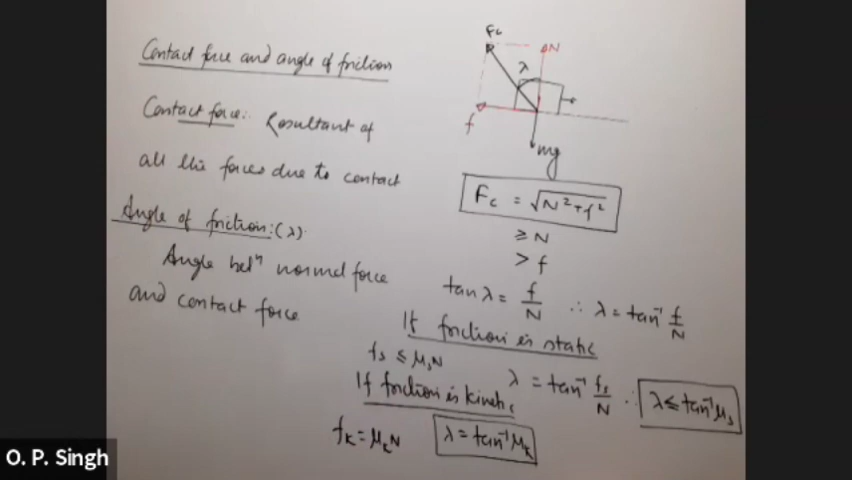 Contact force and angle of friction
Contact force: Resultant of
all the forces due to contact
Angle of friction: (λ)
Angle betⁿ normal force
and contact force
Fc
N
λ
f
mg
Fc = √N² + f²
≥ N
> f
tan λ = f/N ∴ λ = tan⁻¹ f/N
If friction is static
fs ≤ μsN
λ = tan⁻¹ fs/N ∴ λ ≤ tan⁻¹ μs
If friction is kinetic
fk = μkN λ = tan⁻¹ μk
O. P. Singh